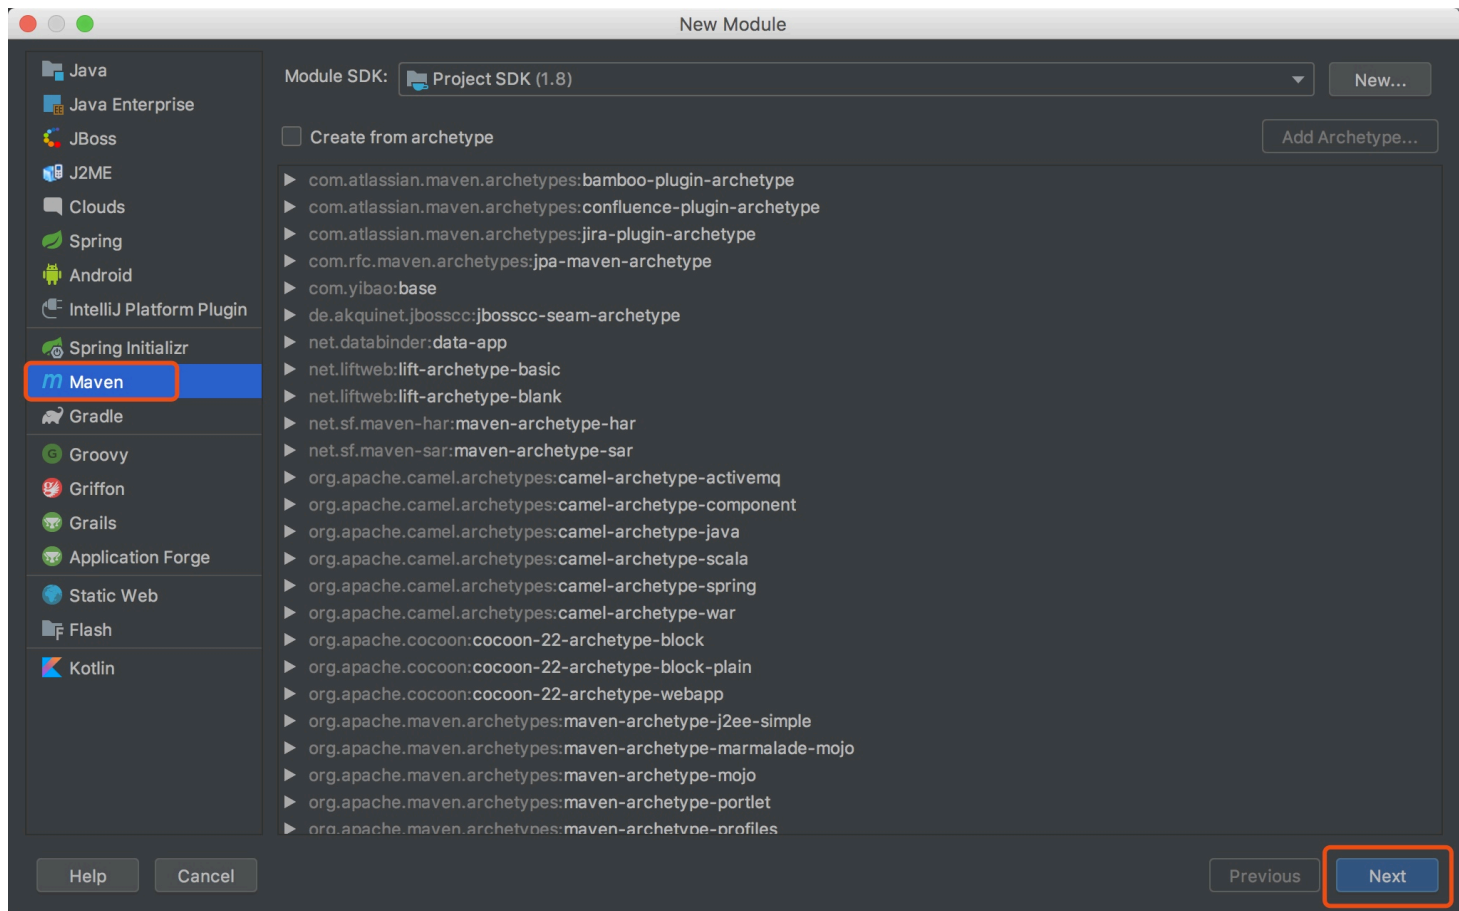 New Module
Java
Java Enterprise
JBoss
J2ME
Clouds
Spring
Android
IntelliJ Platform Plugin
Spring Initializr
m Maven
Gradle
G Groovy
Griffon
Grails
Application Forge
Static Web
Flash
Kotlin
Module SDK: Project SDK (1.8) New...
Create from archetype Add Archetype...
com.atlassian.maven.archetypes:bamboo-plugin-archetype
com.atlassian.maven.archetypes:confluence-plugin-archetype
com.atlassian.maven.archetypes:jira-plugin-archetype
com.rfc.maven.archetypes:jpa-maven-archetype
com.yibao:base
de.akquinet.jbosscc:jbosscc-seam-archetype
net.databinder:data-app
net.liftweb:lift-archetype-basic
net.liftweb:lift-archetype-blank
net.sf.maven-har:maven-archetype-har
net.sf.maven-sar:maven-archetype-sar
org.apache.camel.archetypes:camel-archetype-activemq
org.apache.camel.archetypes:camel-archetype-component
org.apache.camel.archetypes:camel-archetype-java
org.apache.camel.archetypes:camel-archetype-scala
org.apache.camel.archetypes:camel-archetype-spring
org.apache.camel.archetypes:camel-archetype-war
org.apache.cocoon:cocoon-22-archetype-block
org.apache.cocoon:cocoon-22-archetype-block-plain
org.apache.cocoon:cocoon-22-archetype-webapp
org.apache.maven.archetypes:maven-archetype-j2ee-simple
org.apache.maven.archetypes:maven-archetype-marmalade-mojo
org.apache.maven.archetypes:maven-archetype-mojo
org.apache.maven.archetypes:maven-archetype-portlet
org.apache.maven.archetypes:maven-archetype-profiles
Help Cancel Previous Next